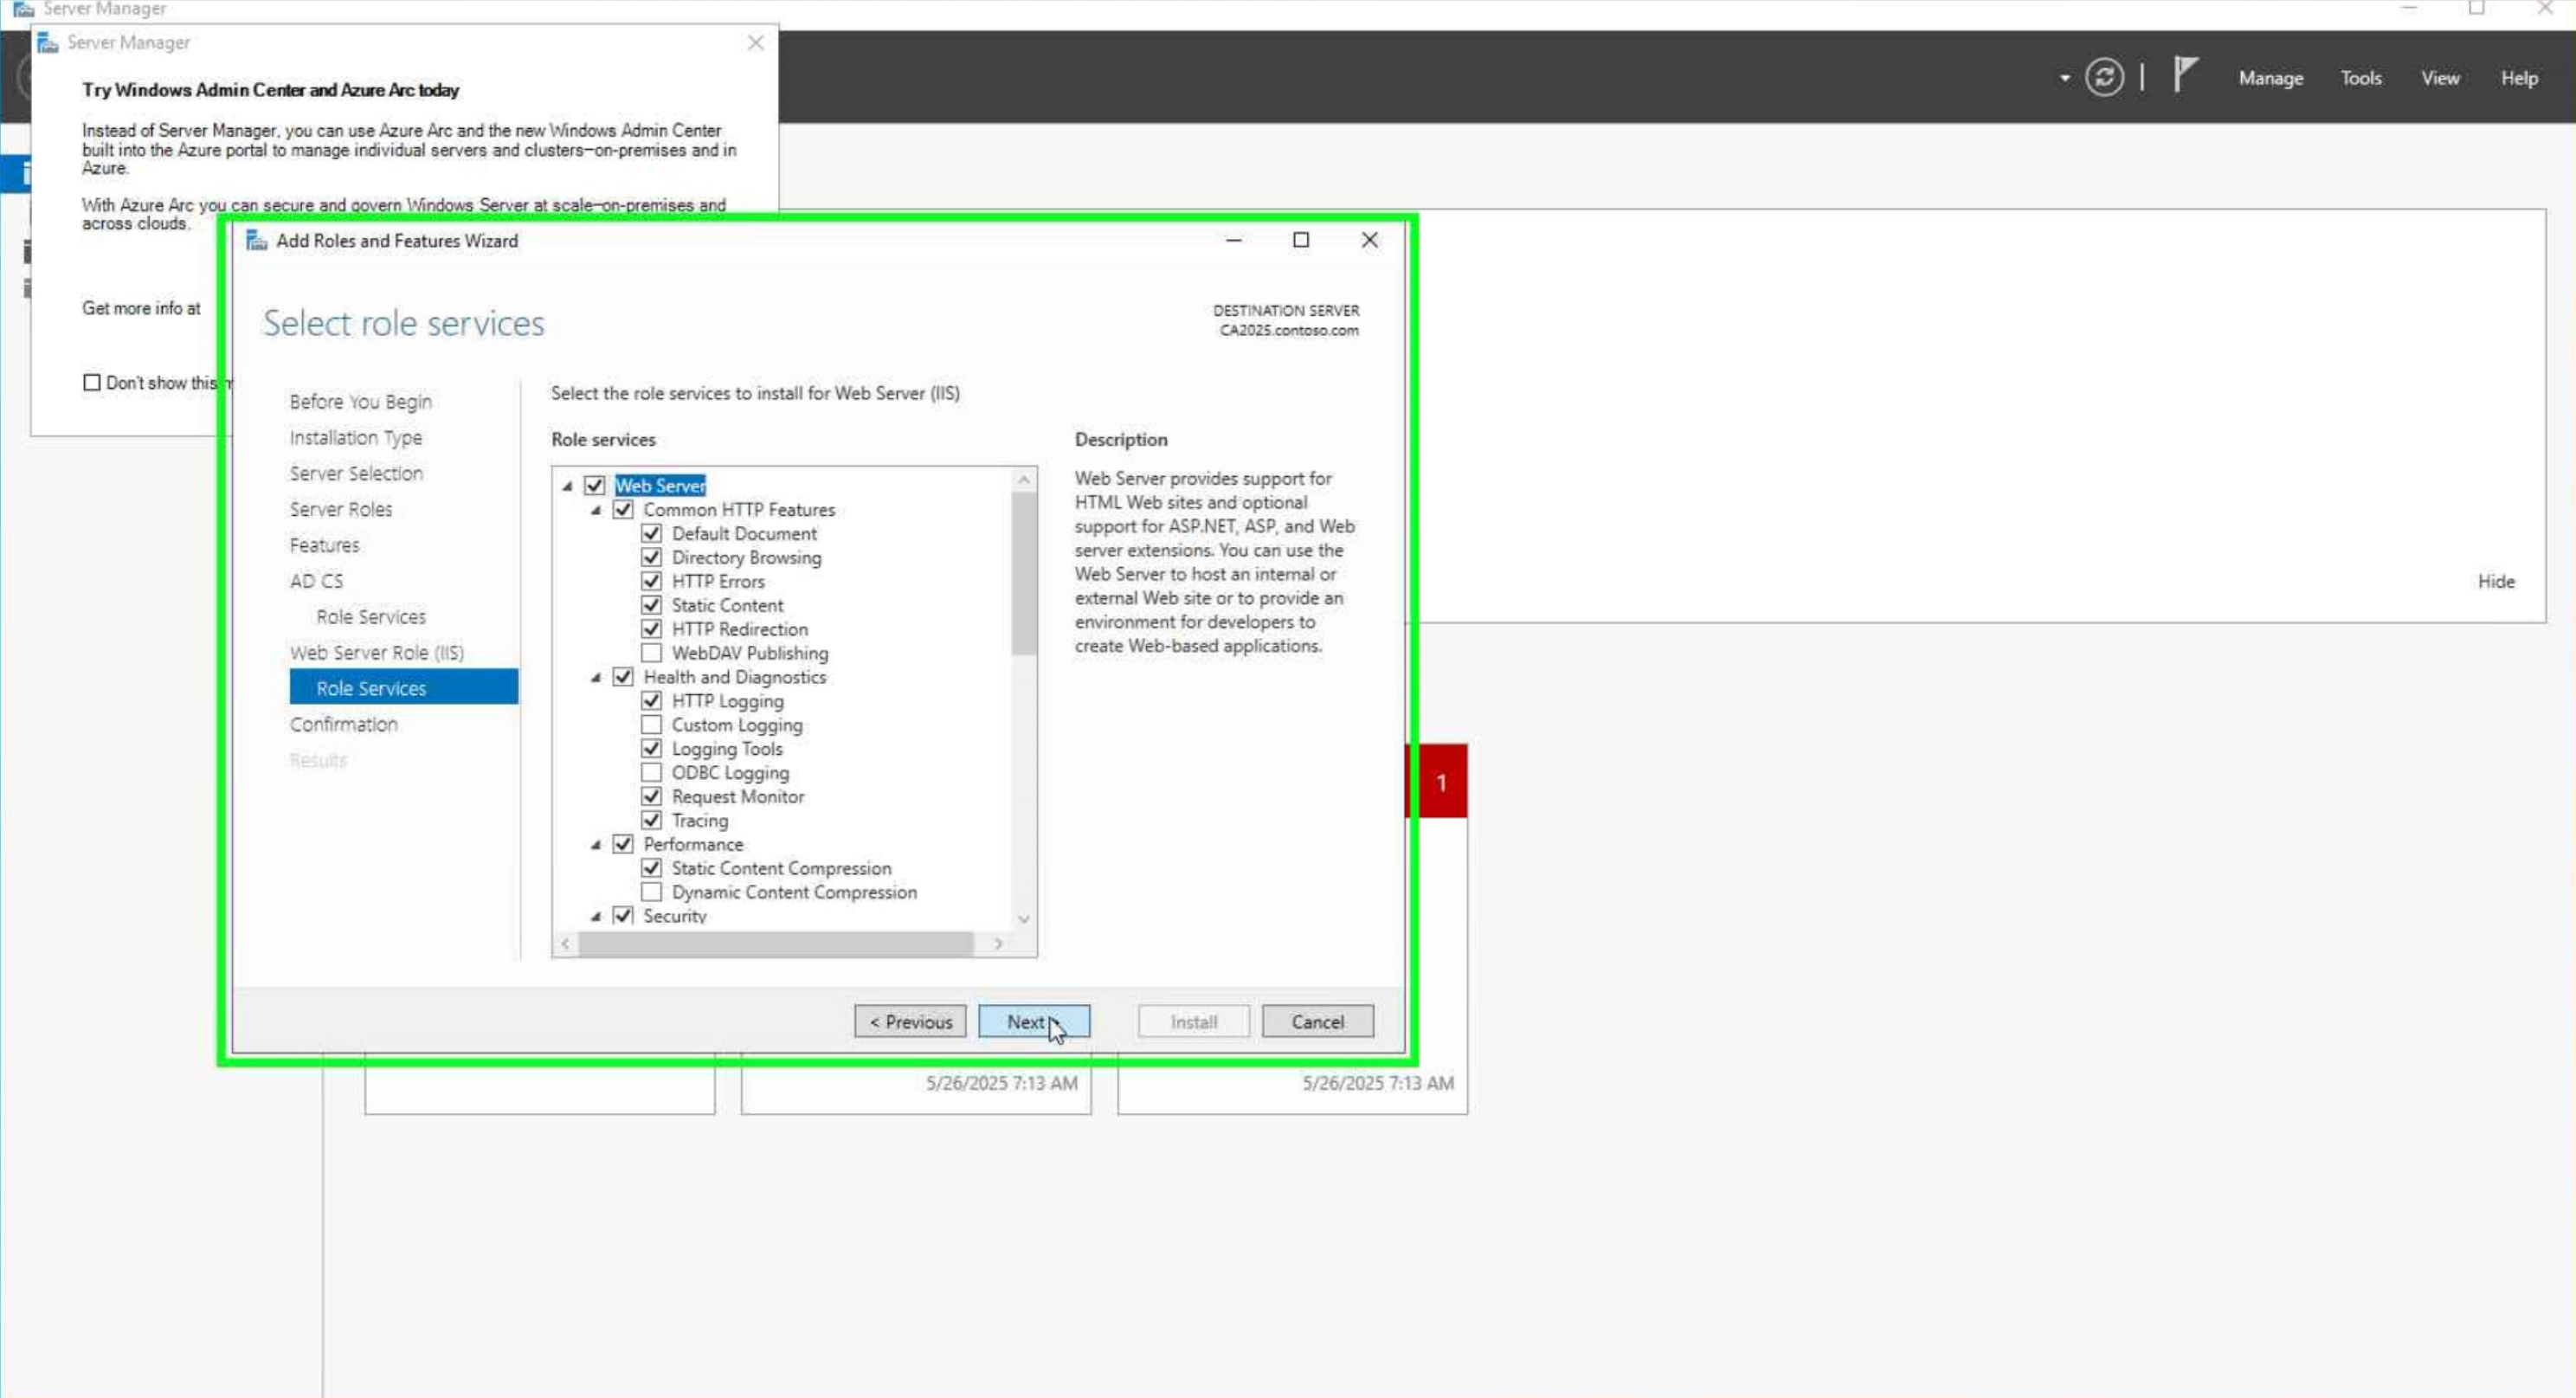 Server Manager
Server Manager
Try Windows Admin Center and Azure Arc today
Instead of Server Manager, you can use Azure Arc and the new Windows Admin Center
built into the Azure portal to manage individual servers and clusters—on-premises and in
Azure.
With Azure Arc you can secure and govern Windows Server at scale—on-premises and
across clouds.
Get more info at
Don't show this
Manage
Tools
View
Help
Add Roles and Features Wizard
Select role services
DESTINATION SERVER
CA2025.contoso.com
Before You Begin
Installation Type
Server Selection
Server Roles
Features
AD CS
Role Services
Web Server Role (IIS)
Role Services
Confirmation
Results
Select the role services to install for Web Server (IIS)
Role services
Web Server
Common HTTP Features
Default Document
Directory Browsing
HTTP Errors
Static Content
HTTP Redirection
WebDAV Publishing
Health and Diagnostics
HTTP Logging
Custom Logging
Logging Tools
ODBC Logging
Request Monitor
Tracing
Performance
Static Content Compression
Dynamic Content Compression
Security
Description
Web Server provides support for
HTML Web sites and optional
support for ASP.NET, ASP, and Web
server extensions. You can use the
Web Server to host an internal or
external Web site or to provide an
environment for developers to
create Web-based applications.
< Previous
Next
Install
Cancel
Hide
1
5/26/2025 7:13 AM
5/26/2025 7:13 AM